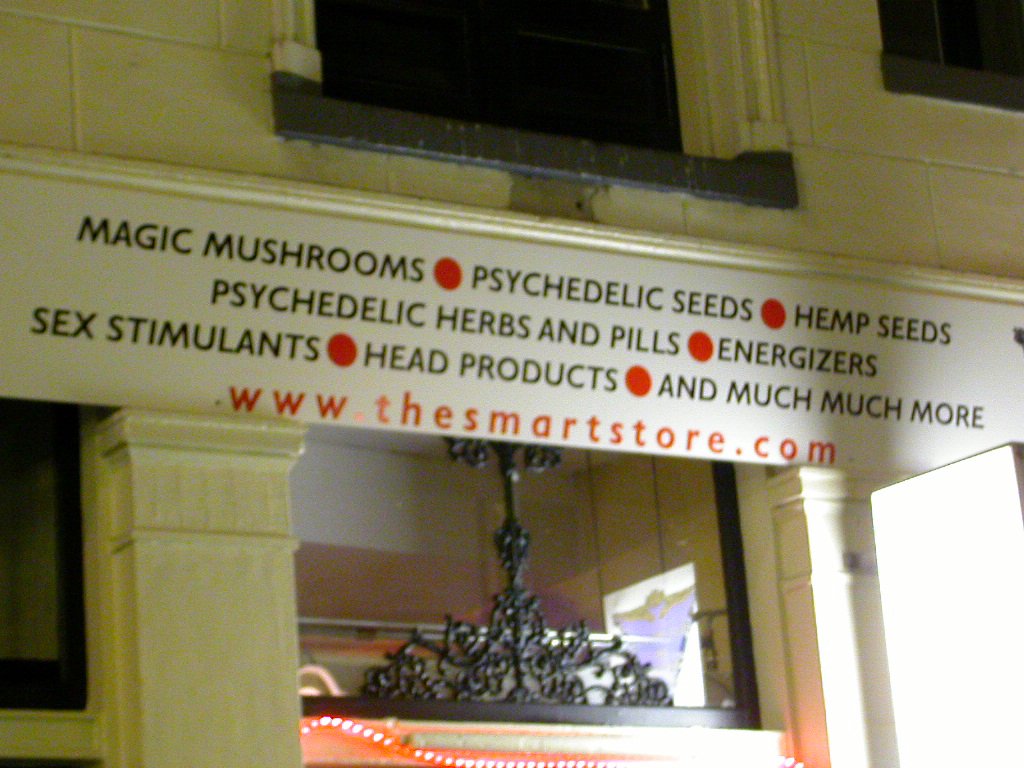 MAGIC MUSHROOMS ● PSYCHEDELIC SEEDS ● HEMP SEEDS
PSYCHEDELIC HERBS AND PILLS ● ENERGIZERS
SEX STIMULANTS ● HEAD PRODUCTS ● AND MUCH MUCH MORE
www.thesmartstore.com